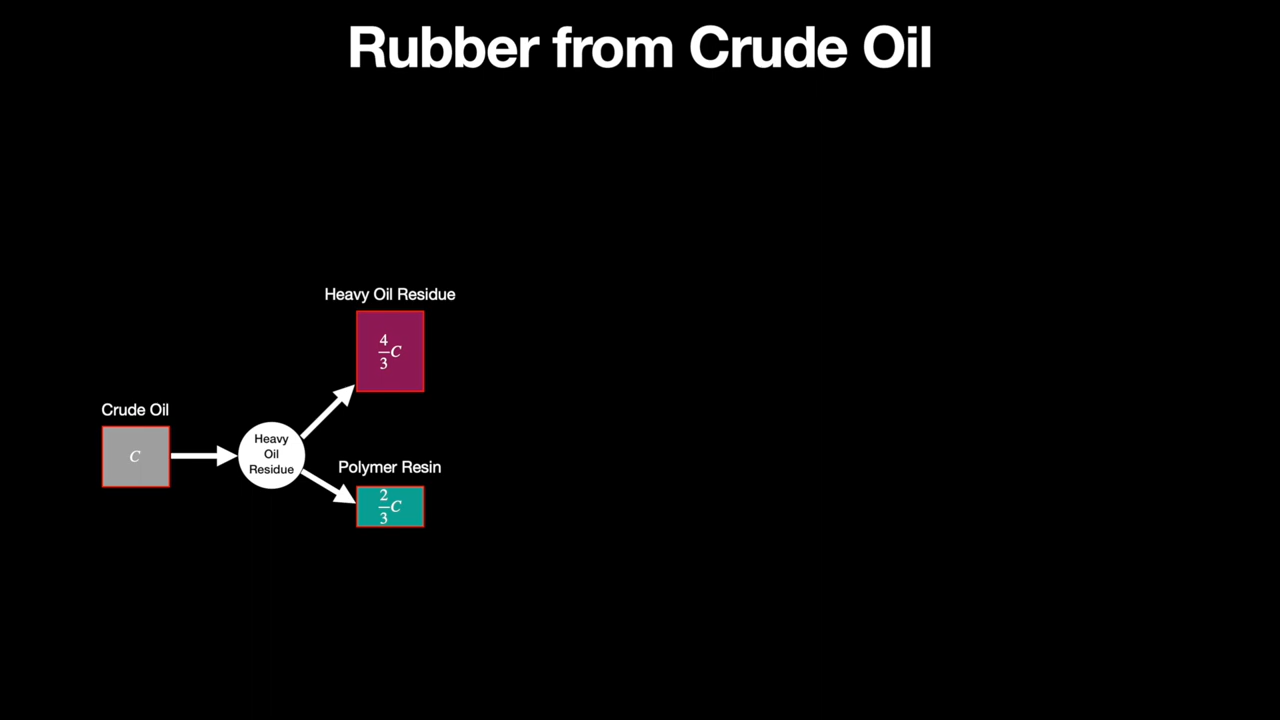 Rubber from Crude Oil
Heavy Oil Residue
4/3 C
Crude Oil
C
Heavy
Oil
Residue
Polymer Resin
2/3 C